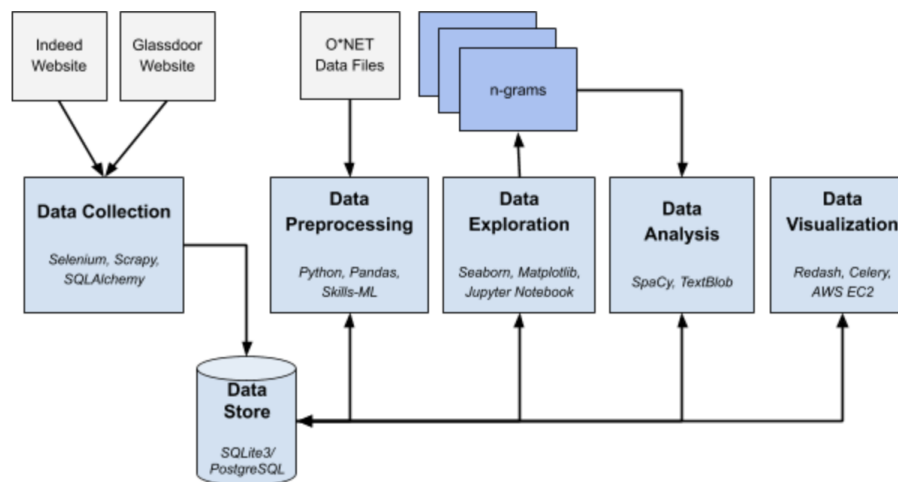 Indeed
Website
Glassdoor
Website
O*NET
Data Files
n-grams
Data Collection
Selenium, Scrapy,
SQLAlchemy
Data
Preprocessing
Python, Pandas,
Skills-ML
Data
Exploration
Seaborn, Matplotlib,
Jupyter Notebook
Data
Analysis
SpaCy, TextBlob
Data
Visualization
Redash, Celery,
AWS EC2
Data
Store
SQLite3/
PostgreSQL